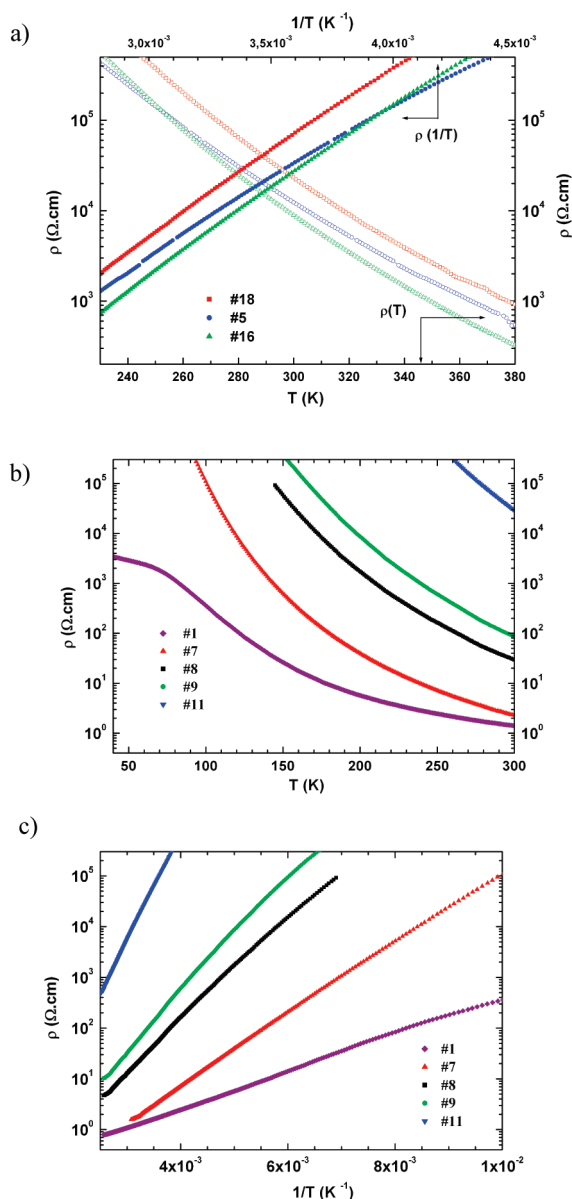 a)
1/T (K⁻¹)
3,0x10⁻³ 3,5x10⁻³ 4,0x10⁻³ 4,5x10⁻³
10⁵ 10⁵
ρ (1/T)
ρ (Ω.cm) 10⁴ 10⁴ ρ (Ω.cm)
10³ #18 ρ(T) 10³
#5
#16
240 260 280 300 320 340 360 380
T (K)
b)
10⁵ 10⁵
10⁴ 10⁴
10³ 10³
ρ (Ω.cm) 10² #1 10² ρ (Ω.cm)
#7
10¹ #8 10¹
#9
10⁰ #11 10⁰
50 100 150 200 250 300
T (K)
c)
10⁵
10⁴
10³
ρ (Ω.cm)
10² #1
#7
10¹ #8
#9
10⁰ #11
4x10⁻³ 6x10⁻³ 8x10⁻³ 1x10⁻²
1/T (K⁻¹)